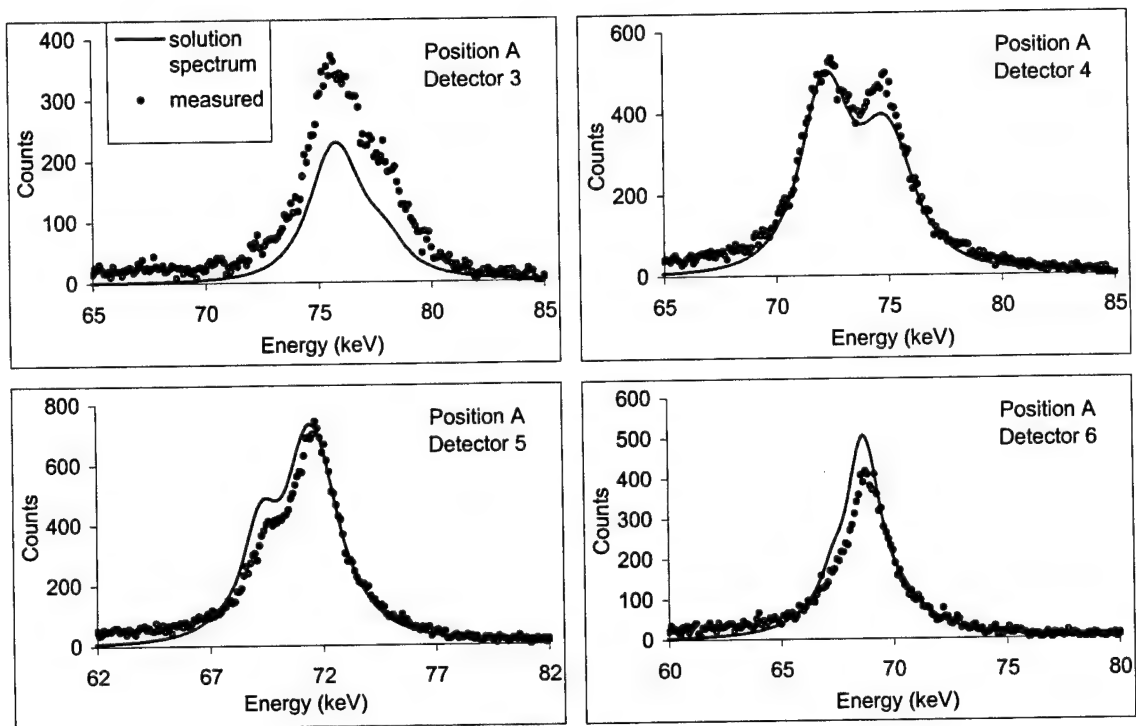 solution
spectrum
measured
Position A
Detector 3
Counts
400
300
200
100
0
65
70
75
80
85
Energy (keV)
Position A
Detector 4
Counts
600
400
200
0
65
70
75
80
85
Energy (keV)
Position A
Detector 5
Counts
800
600
400
200
0
62
67
72
77
82
Energy (keV)
Position A
Detector 6
Counts
600
500
400
300
200
100
0
60
65
70
75
80
Energy (keV)